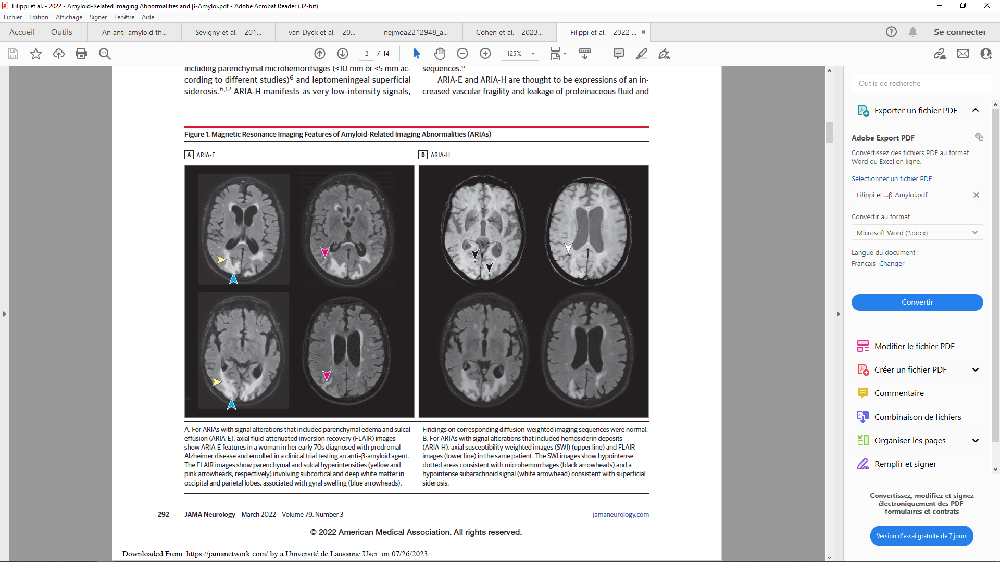 Filippi et al. - 2022 - Amyloid-Related Imaging Abnormalities and β-Amyloi.pdf - Adobe Acrobat Reader (32-bit)
Fichier Edition Affichage Signer Fenêtre Aide
Accueil Outils An anti-amyloid th... Sevigny et al. - 201... van Dyck et al. - 20... nejmoa2212948_a... Cohen et al. - 2023... Filippi et al. - 2022 ... Se connecter
2 / 14 125%
including parenchymal microhemorrhages (<10 mm or <5 mm ac-
cording to different studies)6 and leptomeningeal superficial
siderosis.6,12 ARIA-H manifests as very low-intensity signals,
sequences.6
ARIA-E and ARIA-H are thought to be expressions of an in-
creased vascular fragility and leakage of proteinaceous fluid and
Figure 1. Magnetic Resonance Imaging Features of Amyloid-Related Imaging Abnormalities (ARIAs)
A ARIA-E
B ARIA-H
A, For ARIAs with signal alterations that included parenchymal edema and sulcal
effusion (ARIA-E), axial fluid-attenuated inversion recovery (FLAIR) images
show ARIA-E features in a woman in her early 70s diagnosed with prodromal
Alzheimer disease and enrolled in a clinical trial testing an anti–β-amyloid agent.
The FLAIR images show parenchymal and sulcal hyperintensities (yellow and
pink arrowheads, respectively) involving subcortical and deep white matter in
occipital and parietal lobes, associated with gyral swelling (blue arrowheads).
Findings on corresponding diffusion-weighted imaging sequences were normal.
B, For ARIAs with signal alterations that included hemosiderin deposits
(ARIA-H), axial susceptibility-weighted images (SWI) (upper line) and FLAIR
images (lower line) in the same patient. The SWI images show hypointense
dotted areas consistent with microhemorrhages (black arrowheads) and a
hypointense subarachnoid signal (white arrowhead) consistent with superficial
siderosis.
292 JAMA Neurology March 2022 Volume 79, Number 3 jamaneurology.com
© 2022 American Medical Association. All rights reserved.
Downloaded From: https://jamanetwork.com/ by a Université de Lausanne User on 07/26/2023
Outils de recherche
Exporter un fichier PDF
Adobe Export PDF
Convertissez des fichiers PDF au format
Word ou Excel en ligne.
Sélectionner un fichier PDF
Filippi et ...β-Amyloi.pdf
Convertir au format
Microsoft Word (*.docx)
Langue du document :
Français Changer
Convertir
Modifier le fichier PDF
Créer un fichier PDF
Commentaire
Combinaison de fichiers
Organiser les pages
Remplir et signer
Convertissez, modifiez et signez
électroniquement des PDF
formulaires et contrats
Version d'essai gratuite de 7 jours